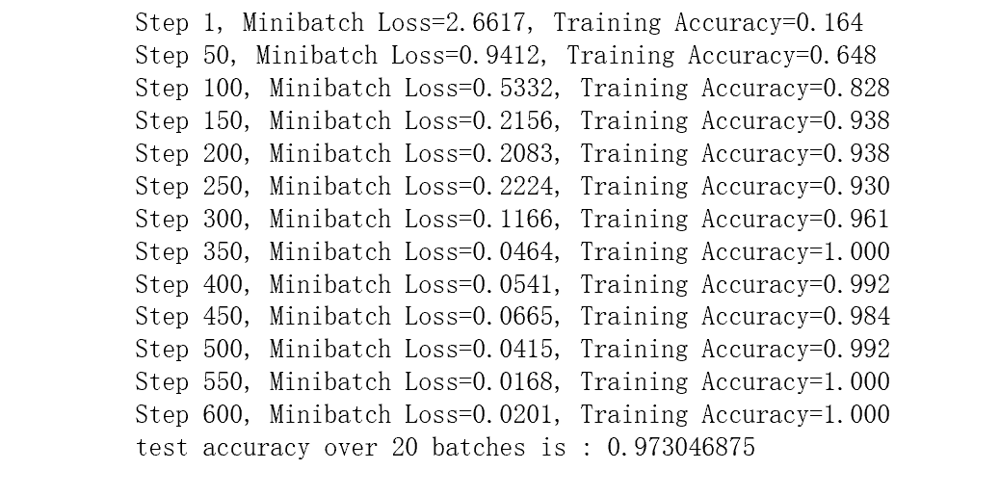 Step 1, Minibatch Loss=2.6617, Training Accuracy=0.164
Step 50, Minibatch Loss=0.9412, Training Accuracy=0.648
Step 100, Minibatch Loss=0.5332, Training Accuracy=0.828
Step 150, Minibatch Loss=0.2156, Training Accuracy=0.938
Step 200, Minibatch Loss=0.2083, Training Accuracy=0.938
Step 250, Minibatch Loss=0.2224, Training Accuracy=0.930
Step 300, Minibatch Loss=0.1166, Training Accuracy=0.961
Step 350, Minibatch Loss=0.0464, Training Accuracy=1.000
Step 400, Minibatch Loss=0.0541, Training Accuracy=0.992
Step 450, Minibatch Loss=0.0665, Training Accuracy=0.984
Step 500, Minibatch Loss=0.0415, Training Accuracy=0.992
Step 550, Minibatch Loss=0.0168, Training Accuracy=1.000
Step 600, Minibatch Loss=0.0201, Training Accuracy=1.000
test accuracy over 20 batches is : 0.973046875